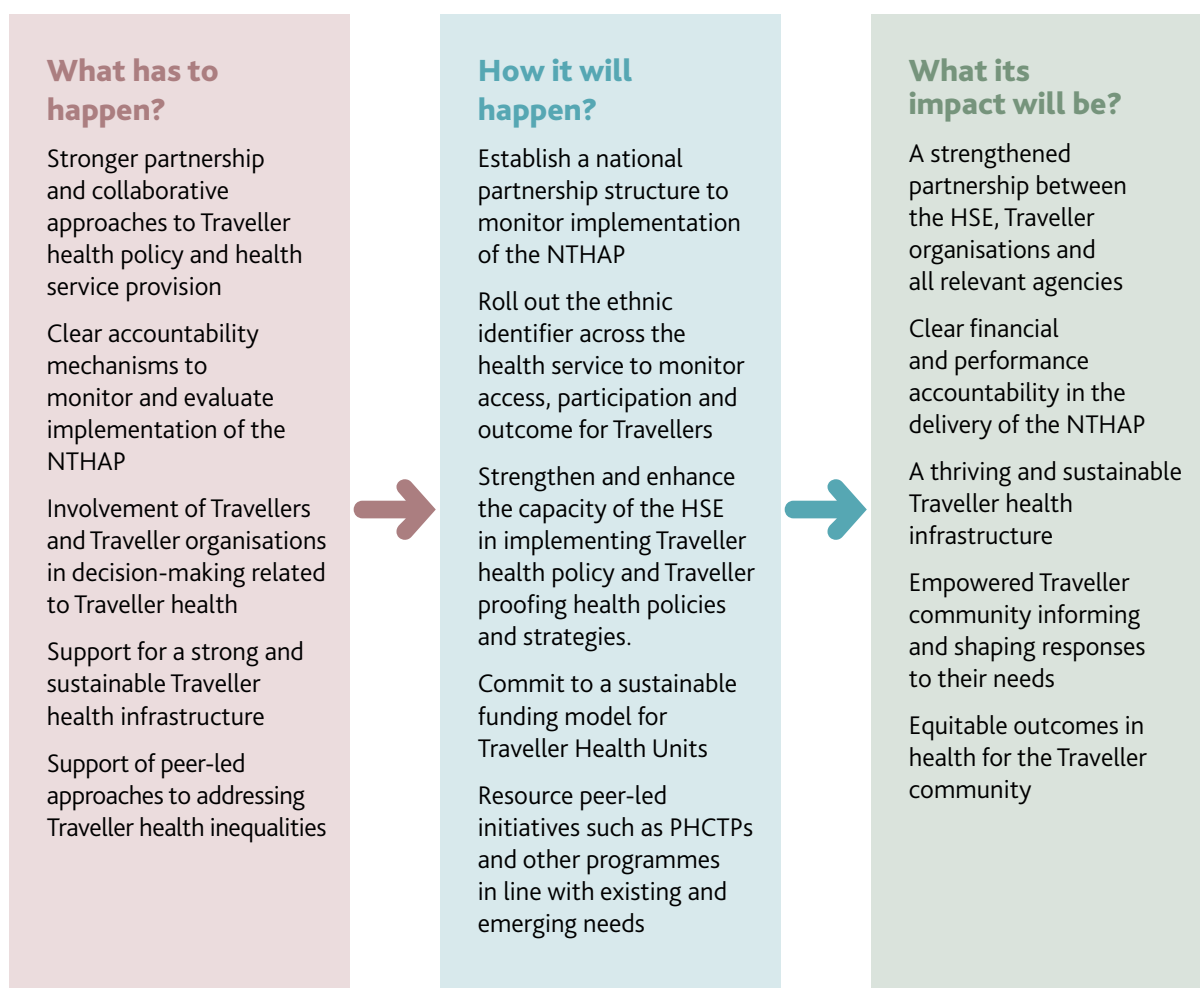 What has to
happen?
Stronger partnership
and collaborative
approaches to Traveller
health policy and health
service provision
Clear accountability
mechanisms to
monitor and evaluate
implementation of the
NTHAP
Involvement of Travellers
and Traveller organisations
in decision-making related
to Traveller health
Support for a strong and
sustainable Traveller
health infrastructure
Support of peer-led
approaches to addressing
Traveller health inequalities
How it will
happen?
Establish a national
partnership structure to
monitor implementation
of the NTHAP
Roll out the ethnic
identifier across the
health service to monitor
access, participation and
outcome for Travellers
Strengthen and enhance
the capacity of the HSE
in implementing Traveller
health policy and Traveller
proofing health policies
and strategies.
Commit to a sustainable
funding model for
Traveller Health Units
Resource peer-led
initiatives such as PHCTPs
and other programmes
in line with existing and
emerging needs
What its
impact will be?
A strengthened
partnership between
the HSE, Traveller
organisations and
all relevant agencies
Clear financial
and performance
accountability in the
delivery of the NTHAP
A thriving and sustainable
Traveller health
infrastructure
Empowered Traveller
community informing
and shaping responses
to their needs
Equitable outcomes in
health for the Traveller
community